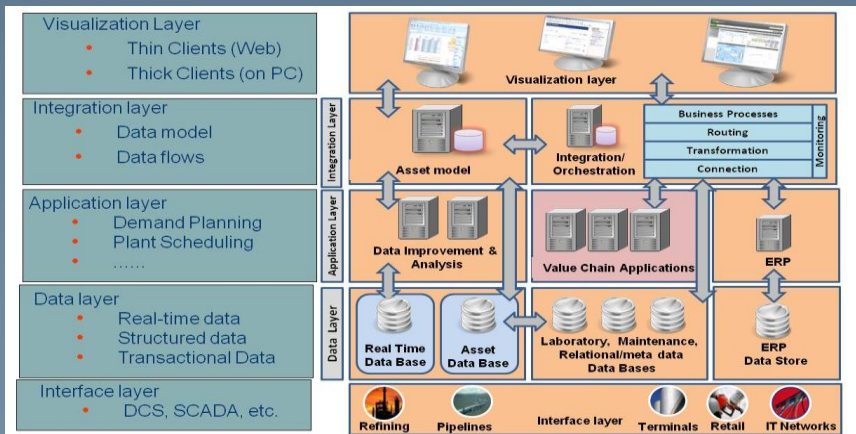 Visualization Layer
• Thin Clients (Web)
• Thick Clients (on PC)
Integration layer
• Data model
• Data flows
Application layer
• Demand Planning
• Plant Scheduling
• ......
Data layer
• Real-time data
• Structured data
• Transactional Data
Interface layer
• DCS, SCADA, etc.
Visualization layer
Integration Layer
Asset model
Integration/
Orchestration
Business Processes
Routing
Transformation
Connection
Monitoring
Application Layer
Data Improvement &
Analysis
Value Chain Applications
ERP
Data Layer
Real Time
Data Base
Asset
Data Base
Laboratory, Maintenance,
Relational/meta data
Data Bases
ERP
Data Store
Refining
Pipelines
Interface layer
Terminals
Retail
IT Networks